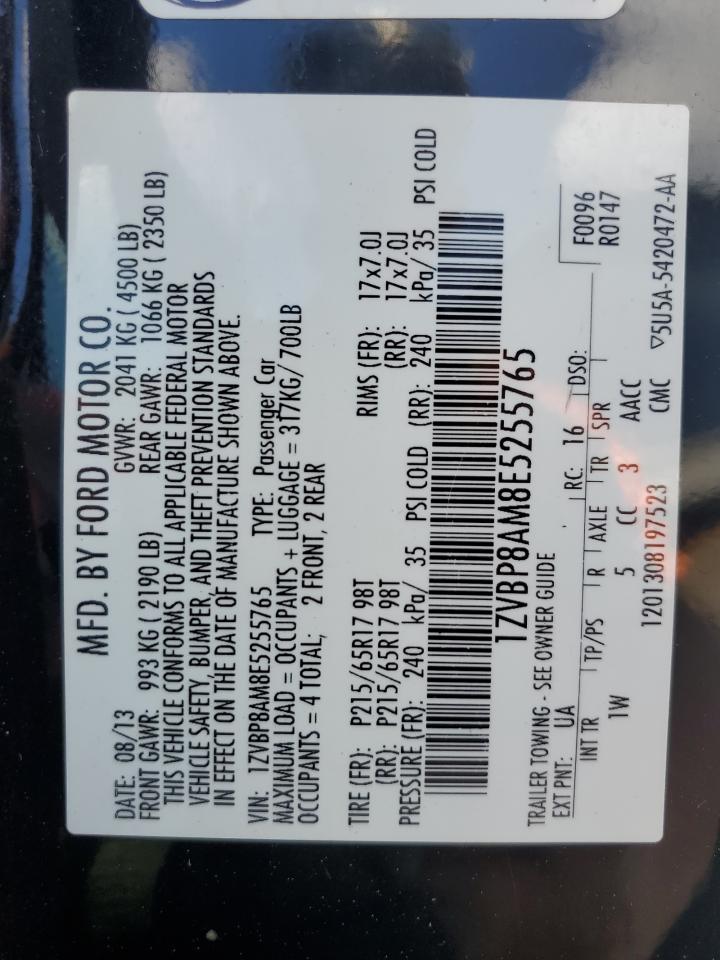 MFD. BY FORD MOTOR CO.
DATE: 08/13 GVWR: 2041 KG ( 4500 LB)
FRONT GAWR: 993 KG ( 2190 LB) REAR GAWR: 1066 KG ( 2350 LB)
THIS VEHICLE CONFORMS TO ALL APPLICABLE FEDERAL MOTOR
VEHICLE SAFETY, BUMPER, AND THEFT PREVENTION STANDARDS
IN EFFECT ON THE DATE OF MANUFACTURE SHOWN ABOVE.
VIN: 1ZVBP8AM8E5255765 TYPE: Passenger Car
MAXIMUM LOAD = OCCUPANTS + LUGGAGE = 317KG/ 700LB
OCCUPANTS = 4 TOTAL; 2 FRONT, 2 REAR
TIRE (FR): P215/65R17 98T RIMS (FR): 17x7.0J
(RR): P215/65R17 98T (RR): 17x7.0J
PRESSURE (FR): 240 kPa/ 35 PSI COLD (RR): 240 kPa/ 35 PSI COLD
1ZVBP8AM8E5255765
TRAILER TOWING - SEE OWNER GUIDE
EXT PNT: UA RC: 16 DSO: F0096
R0147
INT TR TP/PS R AXLE TR SPR
1W 5 CC 3 AACC
1201308197523 CMC ▽5U5A-5420472-AA